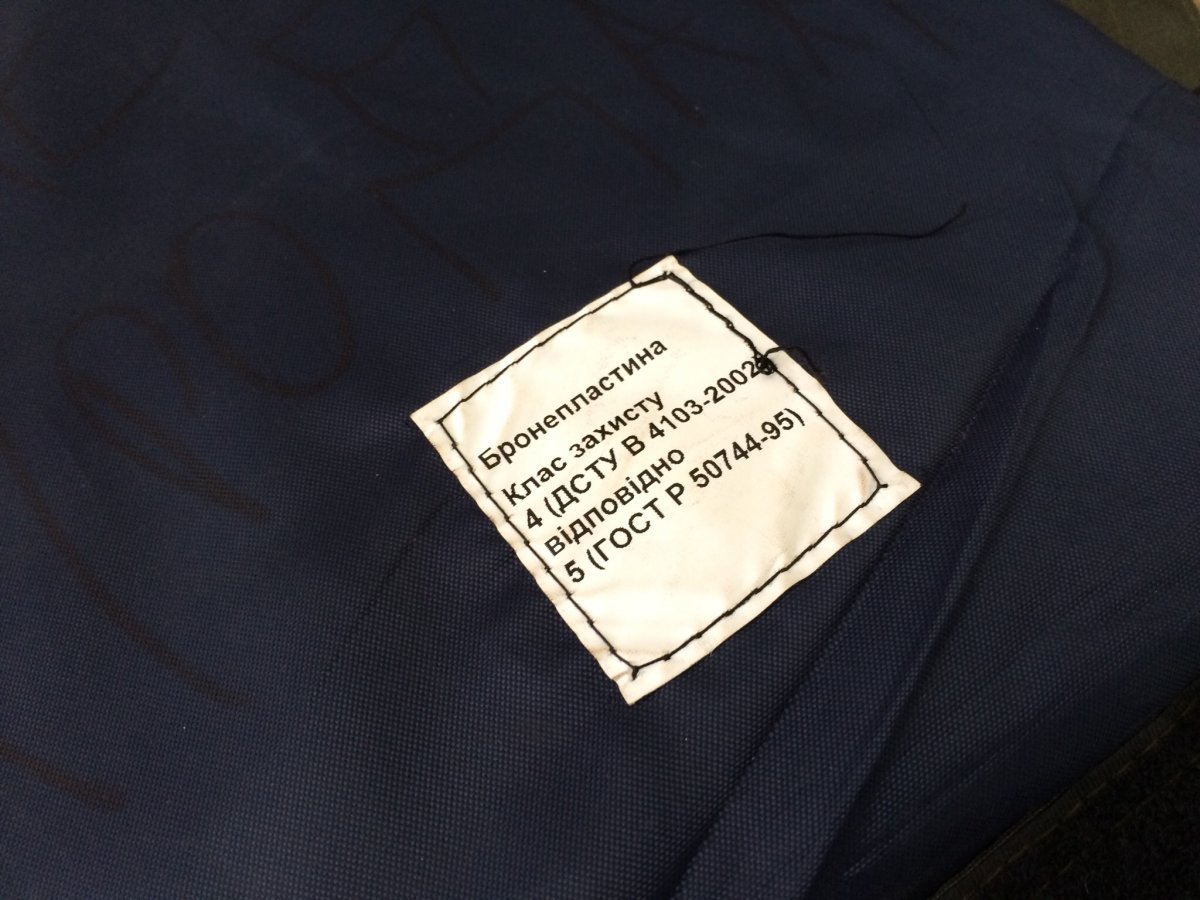 Бронепластина
Клас захисту
4 (ДСТУ В 4103-2002)
відповідно
5 (ГОСТ Р 50744-95)